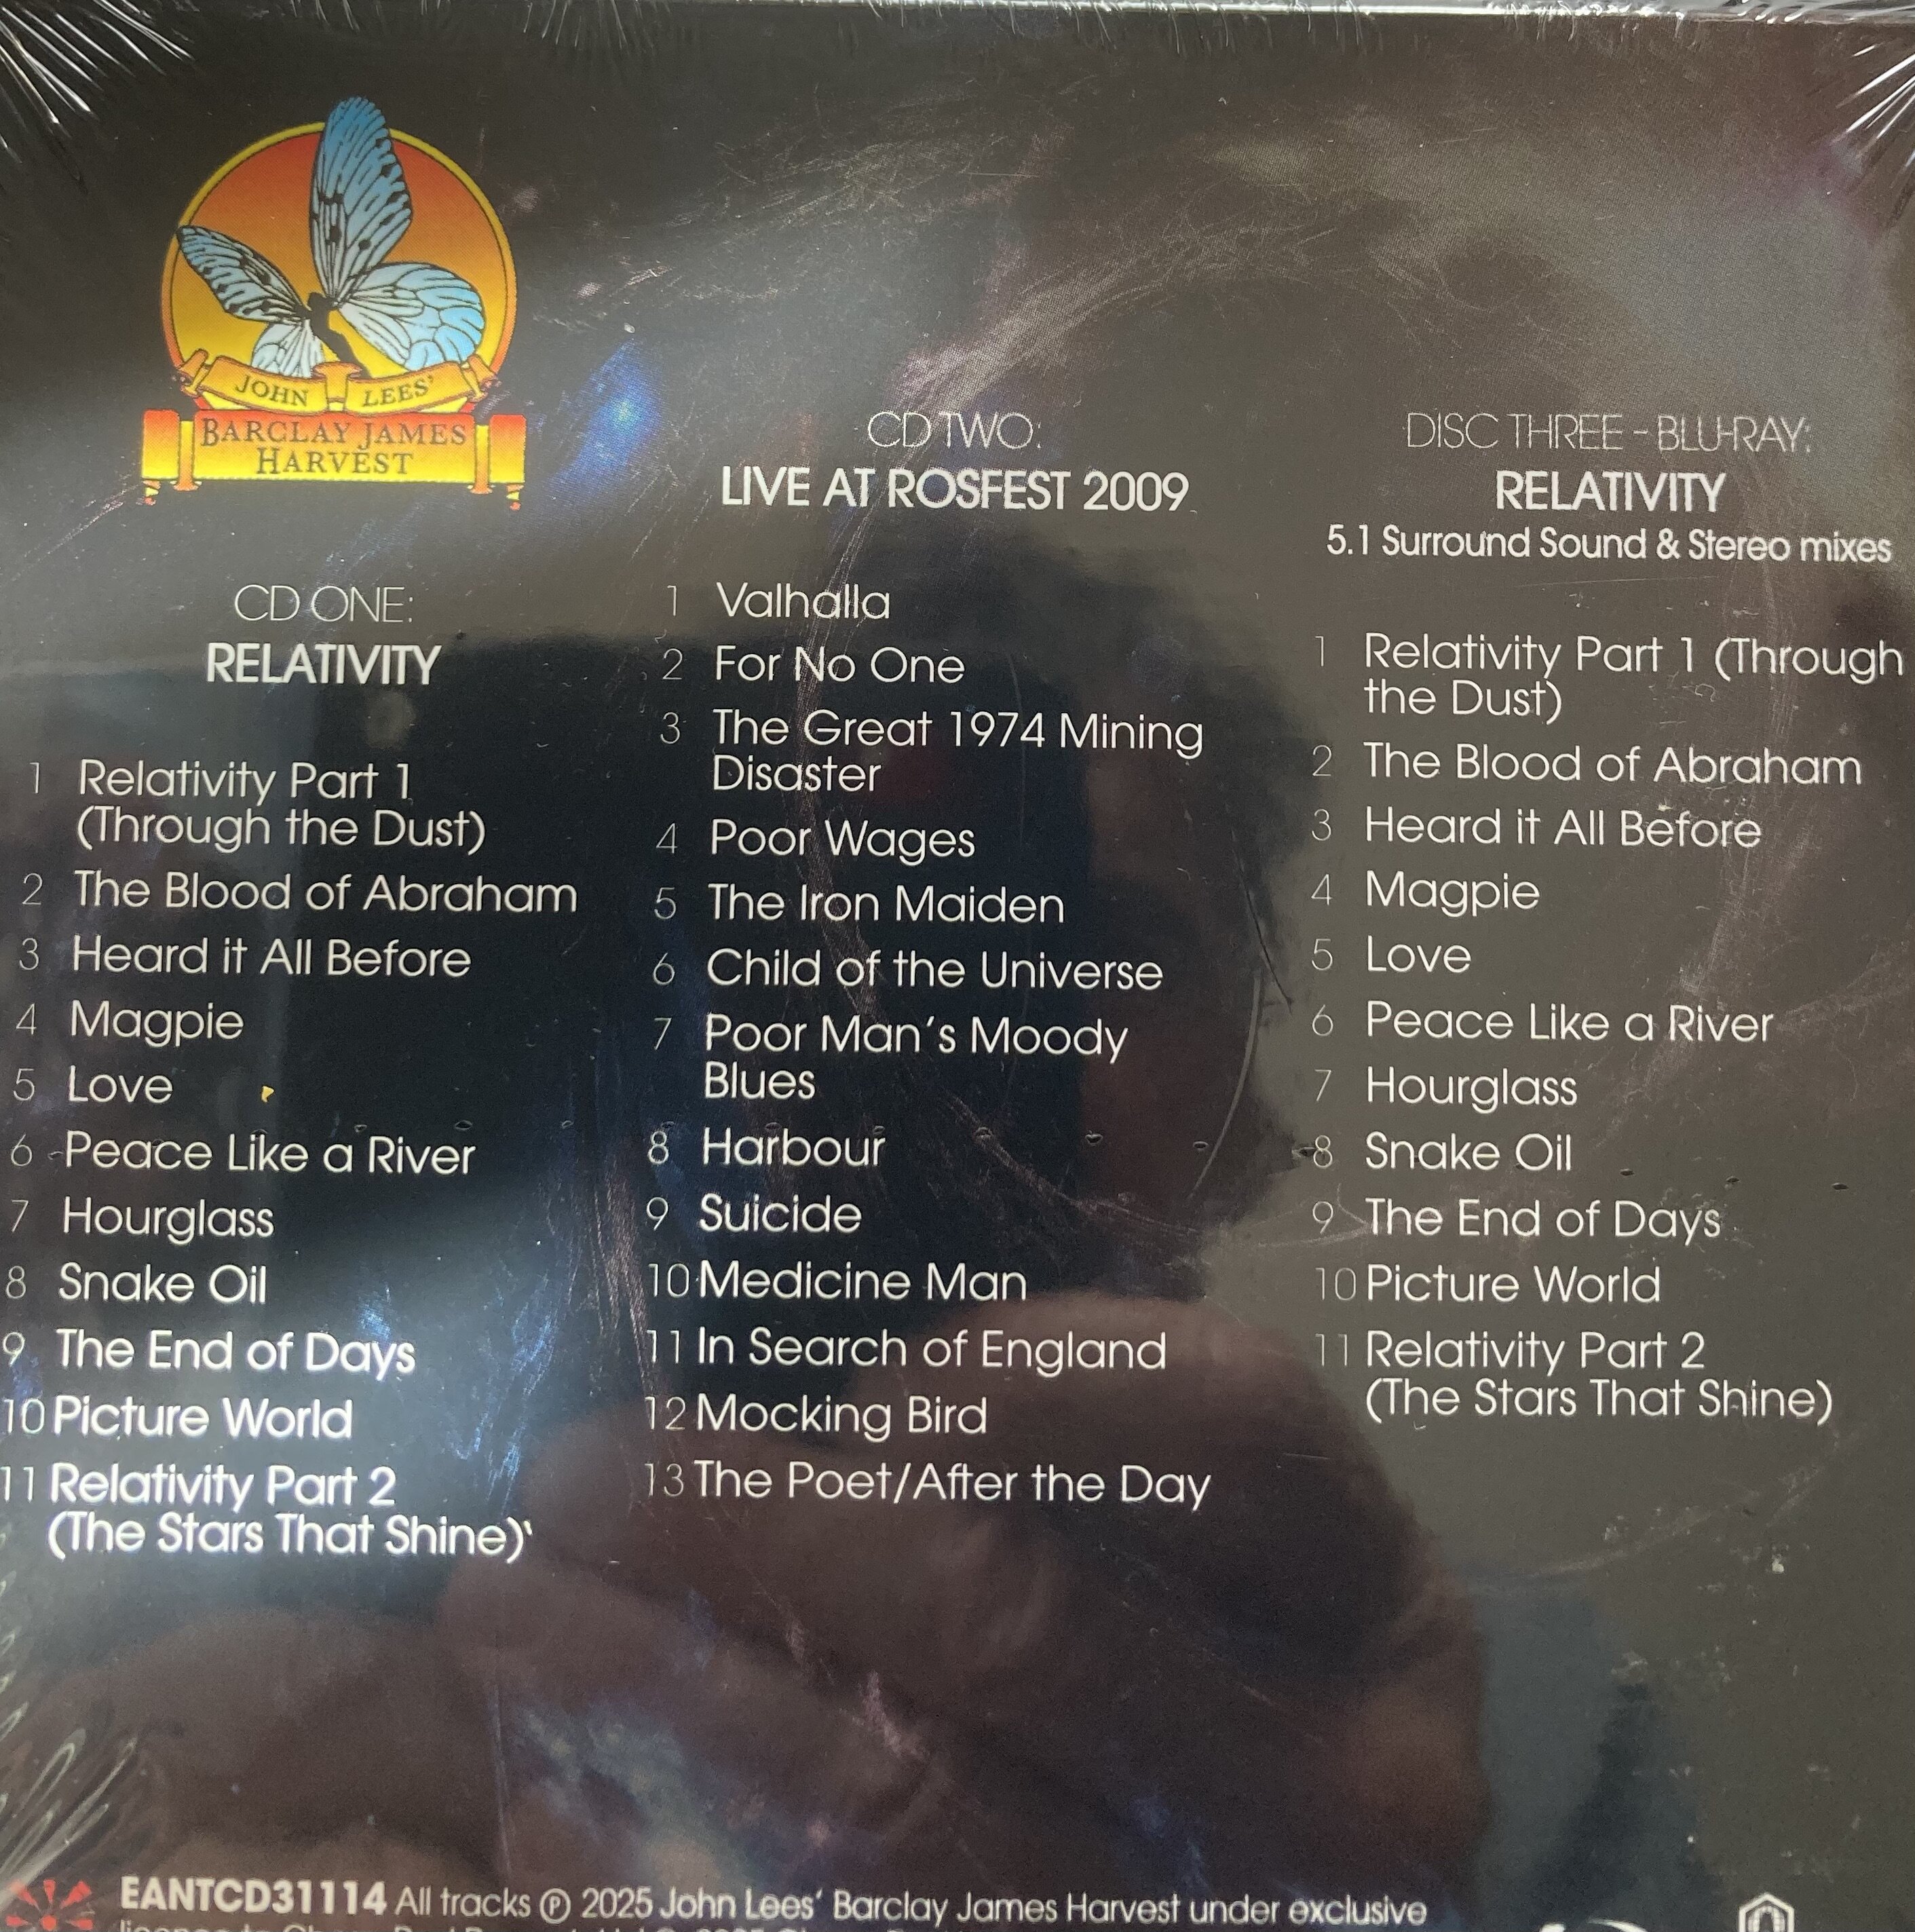 JOHN LEES'
BARCLAY JAMES
HARVEST
CD ONE:
RELATIVITY
1 Relativity Part 1
(Through the Dust)
2 The Blood of Abraham
3 Heard it All Before
4 Magpie
5 Love
6 Peace Like a River
7 Hourglass
8 Snake Oil
9 The End of Days
10 Picture World
11 Relativity Part 2
(The Stars That Shine)'
CD TWO:
LIVE AT ROSFEST 2009
1 Valhalla
2 For No One
3 The Great 1974 Mining
Disaster
4 Poor Wages
5 The Iron Maiden
6 Child of the Universe
7 Poor Man's Moody
Blues
8 Harbour
9 Suicide
10 Medicine Man
11 In Search of England
12 Mocking Bird
13 The Poet/After the Day
DISC THREE - BLU-RAY:
RELATIVITY
5.1 Surround Sound & Stereo mixes
1 Relativity Part 1 (Through
the Dust)
2 The Blood of Abraham
3 Heard it All Before
4 Magpie
5 Love
6 Peace Like a River
7 Hourglass
8 Snake Oil
9 The End of Days
10 Picture World
11 Relativity Part 2
(The Stars That Shine)
EANTCD31114 All tracks ℗ 2025 John Lees' Barclay James Harvest under exclusive